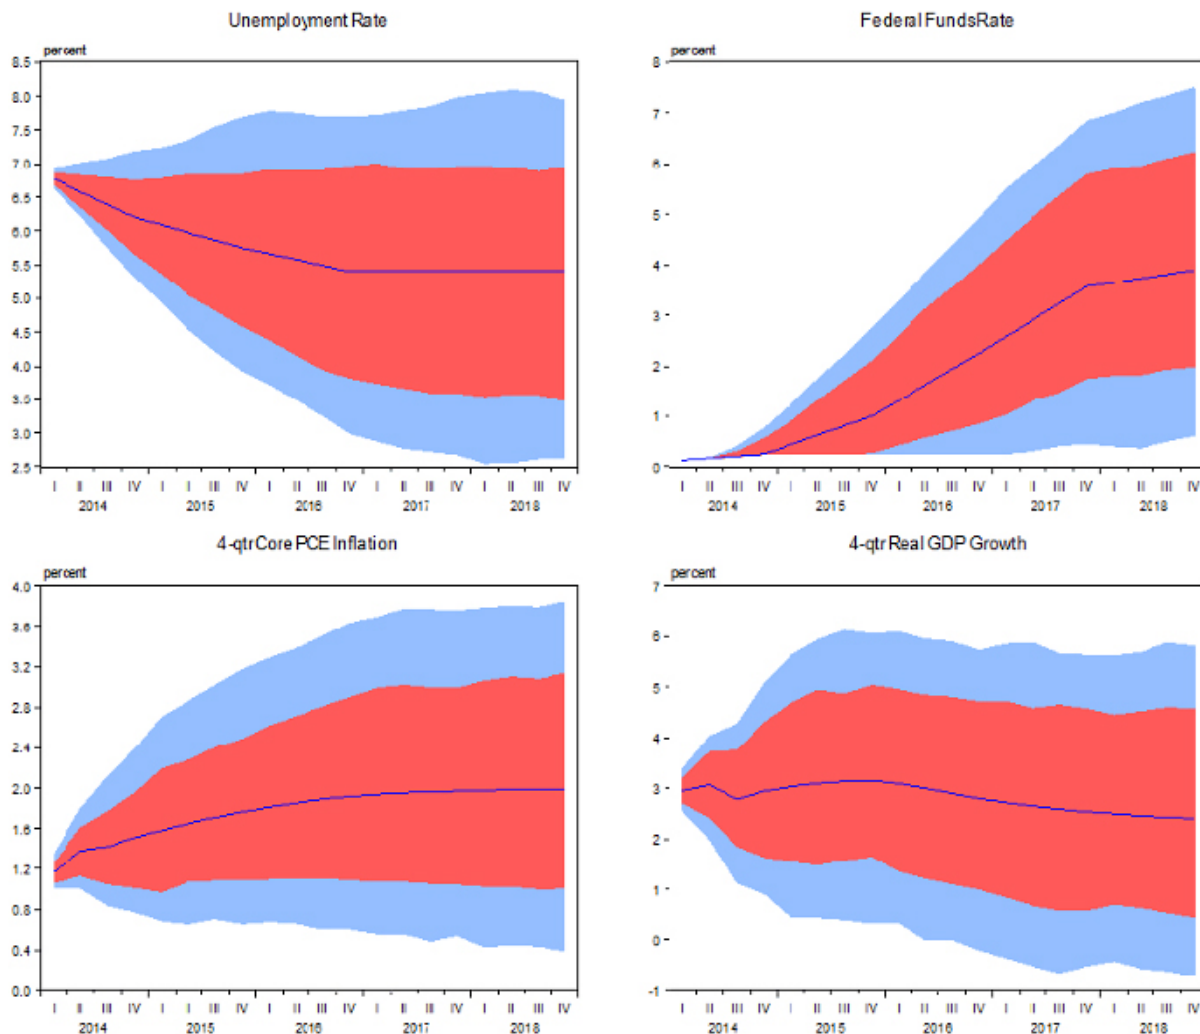 Unemployment Rate
percent
8.5
8.0
7.5
7.0
6.5
6.0
5.5
5.0
4.5
4.0
3.5
3.0
2.5
I II III IV I II III IV I II III IV I II III IV I II III IV
2014 2015 2016 2017 2018
Federal Funds Rate
percent
8
7
6
5
4
3
2
1
0
I II III IV I II III IV I II III IV I II III IV I II III IV
2014 2015 2016 2017 2018
4-qtr Core PCE Inflation
percent
4.0
3.6
3.2
2.8
2.4
2.0
1.6
1.2
0.8
0.4
0.0
I II III IV I II III IV I II III IV I II III IV I II III IV
2014 2015 2016 2017 2018
4-qtr Real GDP Growth
percent
7
6
5
4
3
2
1
0
-1
I II III IV I II III IV I II III IV I II III IV I II III IV
2014 2015 2016 2017 2018